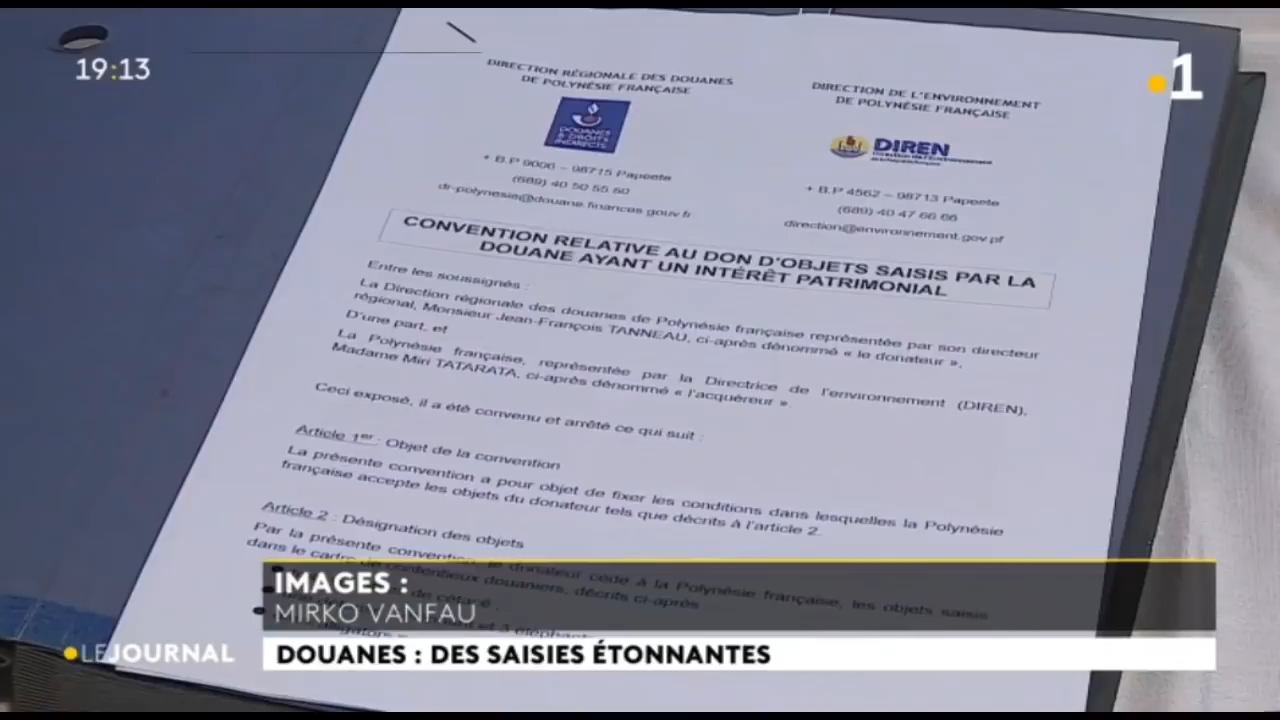 19:13
1
DIRECTION RÉGIONALE DES DOUANES
DE POLYNÉSIE FRANÇAISE
DOUANES
& DROITS
INDIRECTS
+ B.P 9006 – 98715 Papeete
(689) 40 50 55 50
dr-polynesie@douane.finances.gouv.fr
DIRECTION DE L'ENVIRONNEMENT
DE POLYNÉSIE FRANÇAISE
DIREN
+ B.P 4562 – 98713 Papeete
(689) 40 47 66 66
direction@environnement.gov.pf
CONVENTION RELATIVE AU DON D'OBJETS SAISIS PAR LA
DOUANE AYANT UN INTÉRÊT PATRIMONIAL
Entre les soussignés :
La Direction régionale des douanes de Polynésie française représentée par son directeur
régional, Monsieur Jean-François TANNEAU, ci-après dénommé « le donateur »,
D'une part, et
La Polynésie française, représentée par la Directrice de l'environnement (DIREN),
Madame Miri TATARATA, ci-après dénommé « l'acquéreur ».
Ceci exposé, il a été convenu et arrêté ce qui suit :
Article 1er : Objet de la convention
La présente convention a pour objet de fixer les conditions dans lesquelles la Polynésie
française accepte les objets du donateur tels que décrits à l'article 2.
Article 2 : Désignation des objets
Par la présente convention, le donateur cède à la Polynésie française, les objets saisis
dans le cadre de contentieux douaniers, décrits ci-après
de cétacé
et 3
IMAGES :
MIRKO VANFAU
LEJOURNAL
DOUANES : DES SAISIES ÉTONNANTES